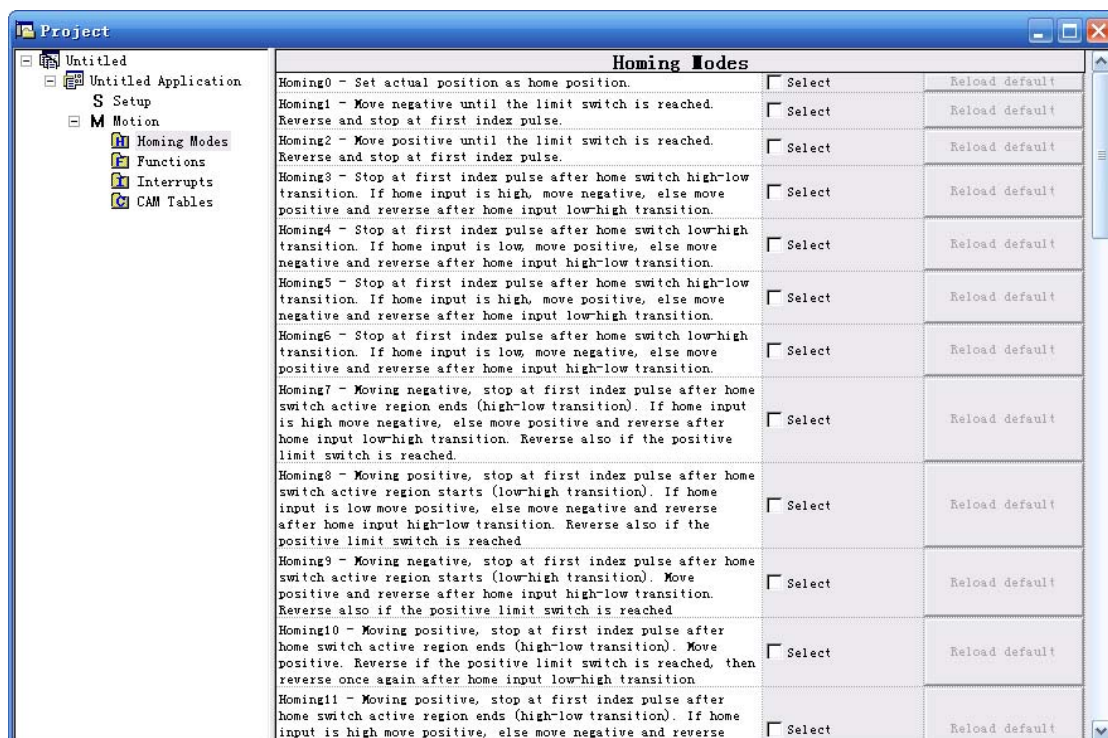 Project
Untitled
Untitled Application
S Setup
M Motion
H Homing Modes
F Functions
I Interrupts
C CAM Tables
Homing Modes
Homing0 - Set actual position as home position.
Select
Reload default
Homing1 - Move negative until the limit switch is reached.
Reverse and stop at first index pulse.
Select
Reload default
Homing2 - Move positive until the limit switch is reached.
Reverse and stop at first index pulse.
Select
Reload default
Homing3 - Stop at first index pulse after home switch high-low
transition. If home input is high, move negative, else move
positive and reverse after home input low-high transition.
Select
Reload default
Homing4 - Stop at first index pulse after home switch low-high
transition. If home input is low, move positive, else move
negative and reverse after home input high-low transition.
Select
Reload default
Homing5 - Stop at first index pulse after home switch high-low
transition. If home input is high, move positive, else move
negative and reverse after home input low-high transition.
Select
Reload default
Homing6 - Stop at first index pulse after home switch low-high
transition. If home input is low, move negative, else move
positive and reverse after home input high-low transition.
Select
Reload default
Homing7 - Moving negative, stop at first index pulse after home
switch active region ends (high-low transition). If home input
is high move negative, else move positive and reverse after
home input low-high transition. Reverse also if the positive
limit switch is reached.
Select
Reload default
Homing8 - Moving positive, stop at first index pulse after home
switch active region starts (low-high transition). If home
input is low move positive, else move negative and reverse
after home input high-low transition. Reverse also if the
positive limit switch is reached
Select
Reload default
Homing9 - Moving negative, stop at first index pulse after home
switch active region starts (low-high transition). Move
positive and reverse after home input high-low transition.
Reverse also if the positive limit switch is reached
Select
Reload default
Homing10 - Moving positive, stop at first index pulse after
home switch active region ends (high-low transition). Move
positive. Reverse if the positive limit switch is reached, then
reverse once again after home input low-high transition
Select
Reload default
Homing11 - Moving positive, stop at first index pulse after
home switch active region ends (high-low transition). If home
input is high move positive, else move negative and reverse
Select
Reload default